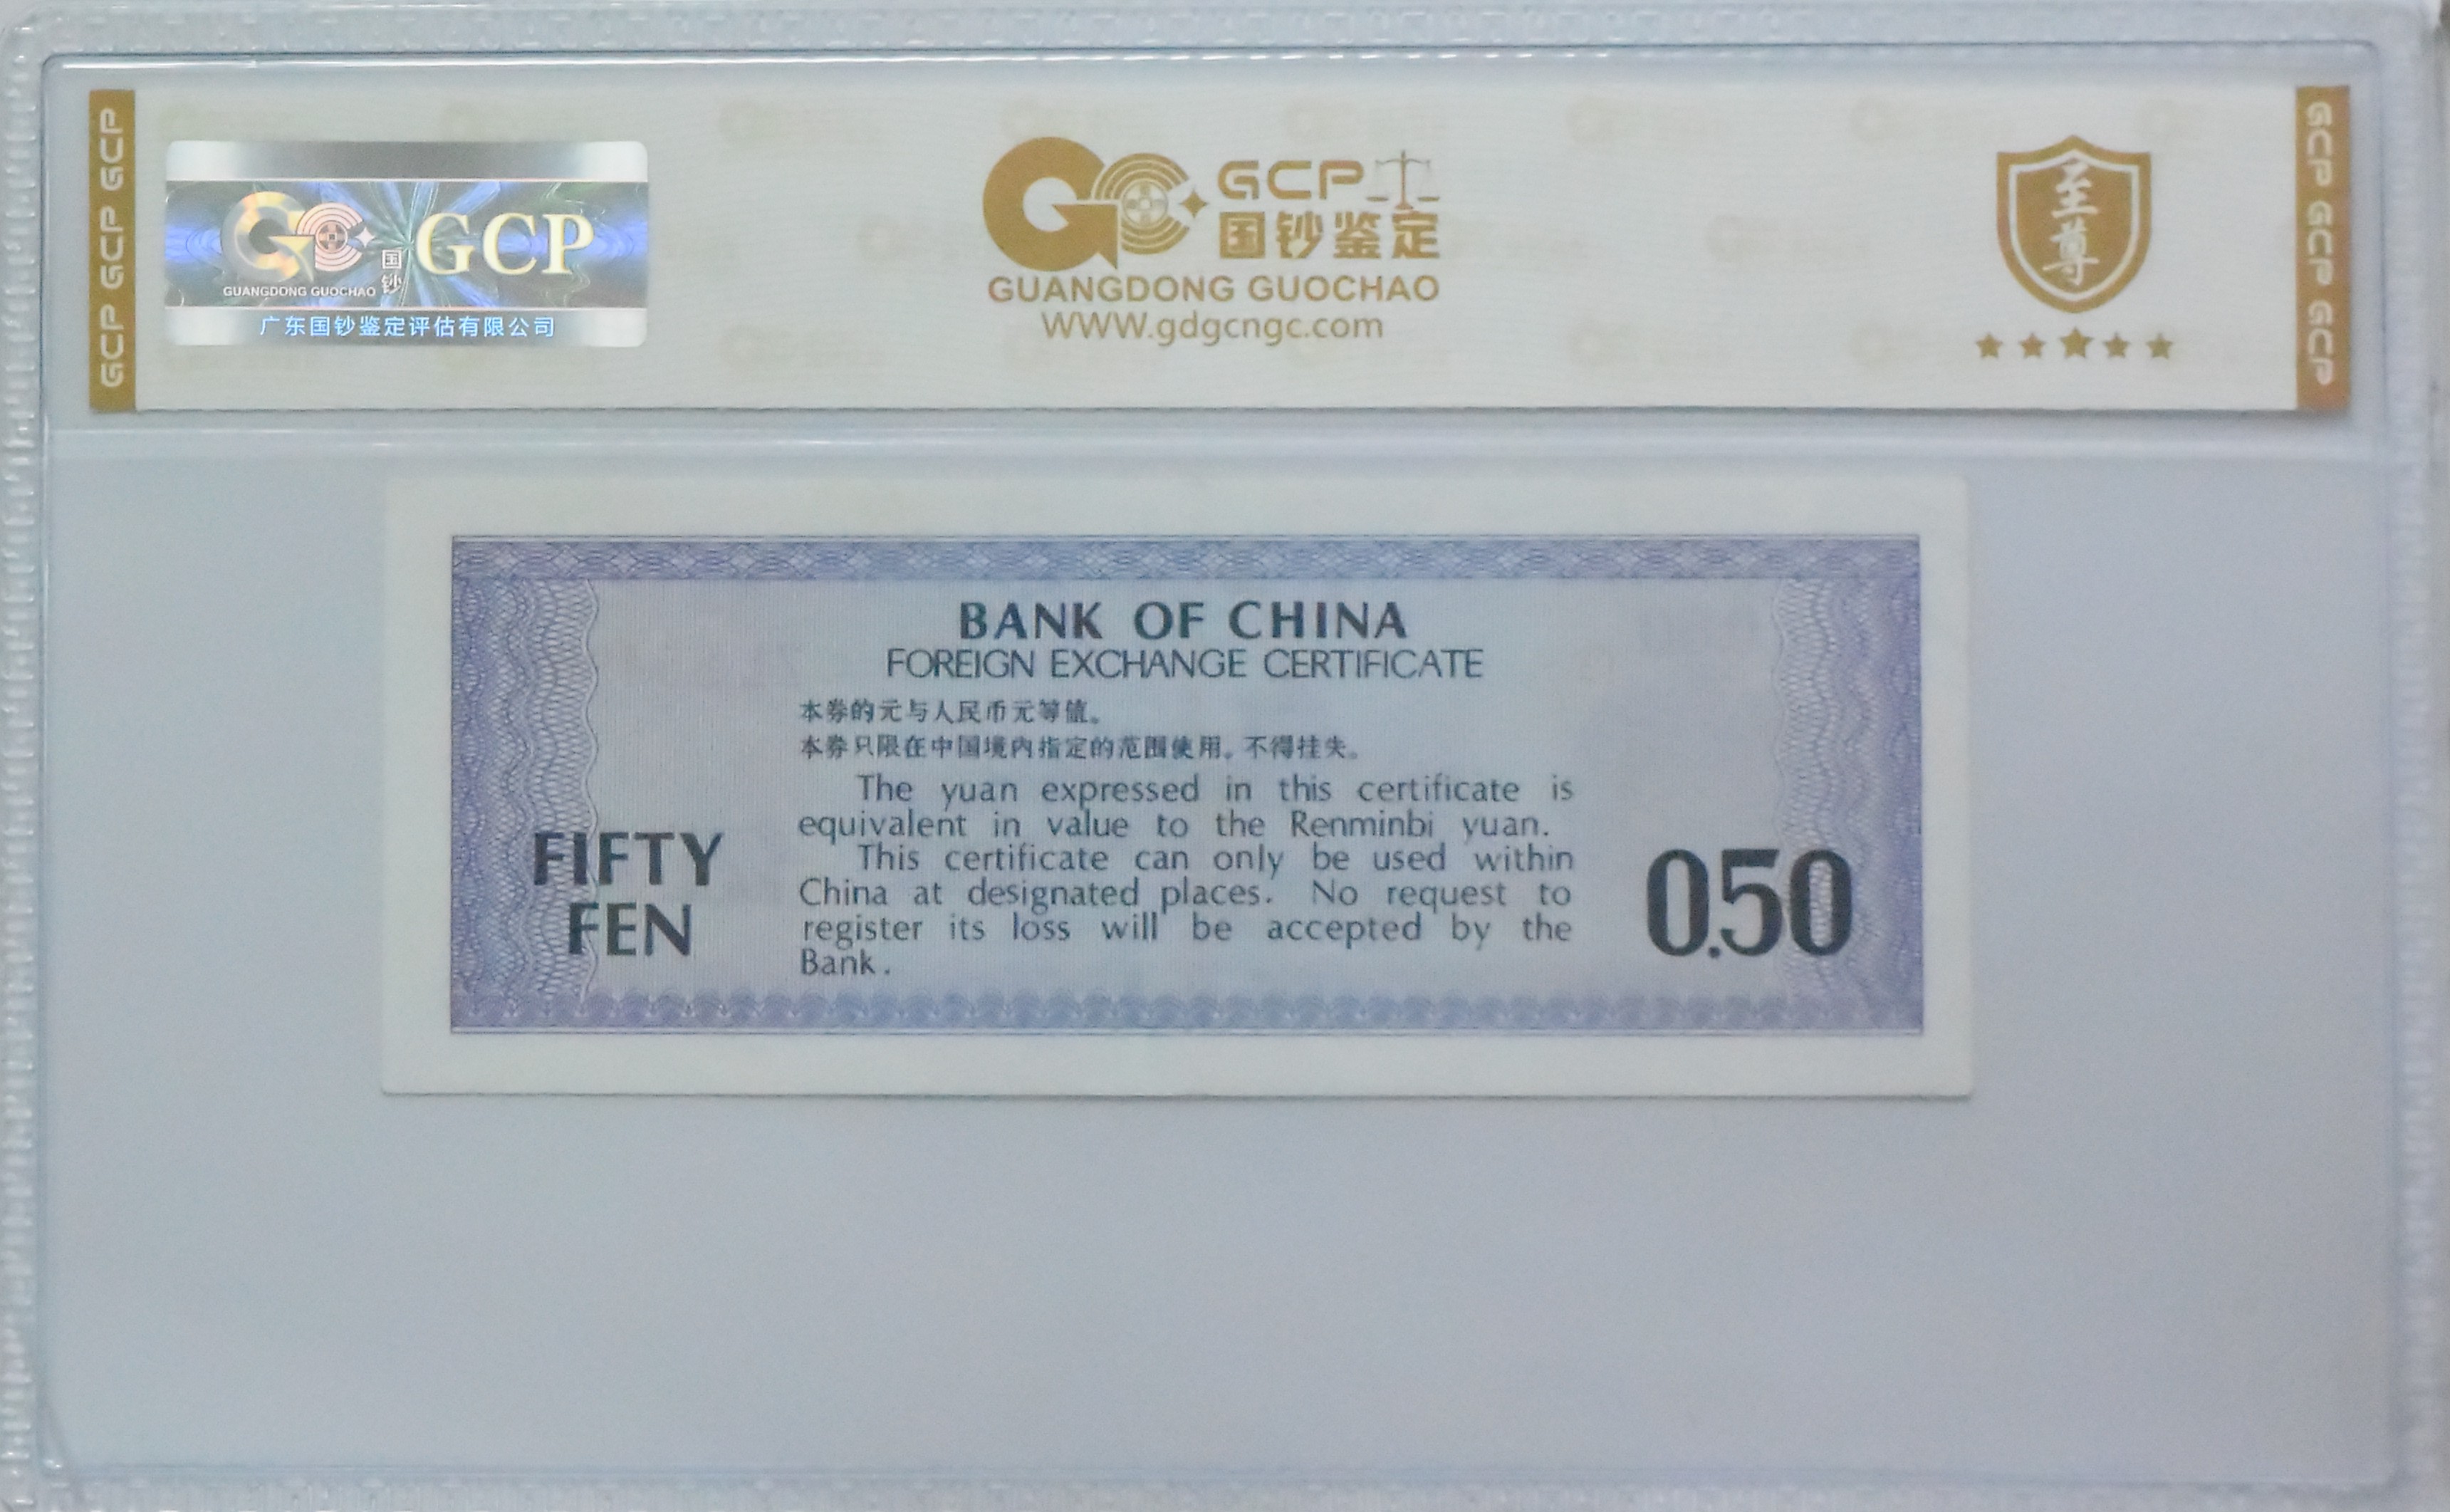 GCP GCP GCP
GCP
国钞
GUANGDONG GUOCHAO
广东国钞鉴定评估有限公司
GCP
国钞鉴定
GUANGDONG GUOCHAO
WWW.gdgcngc.com
至尊
GCP GCP GCP
BANK OF CHINA
FOREIGN EXCHANGE CERTIFICATE
本券的元与人民币元等值。
本券只限在中国境内指定的范围使用。不得挂失。
The yuan expressed in this certificate is
equivalent in value to the Renminbi yuan.
This certificate can only be used within
China at designated places. No request to
register its loss will be accepted by the
Bank.
FIFTY
FEN
0.50